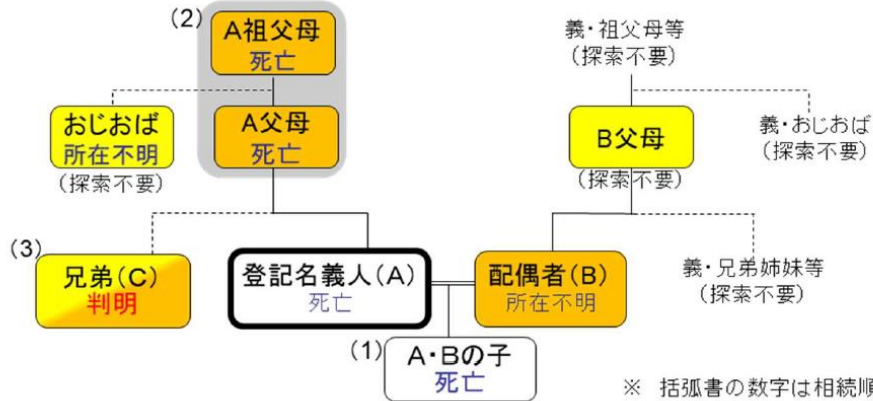 (2)
A祖父母
死亡
義・祖父母等
(探索不要)
おじおば
所在不明
(探索不要)
A父母
死亡
B父母
(探索不要)
義・おじおば
(探索不要)
(3)
兄弟(C)
判明
登記名義人(A)
死亡
配偶者(B)
所在不明
義・兄弟姉妹等
(探索不要)
(1)
A・Bの子
死亡
※ 括弧書の数字は相続順